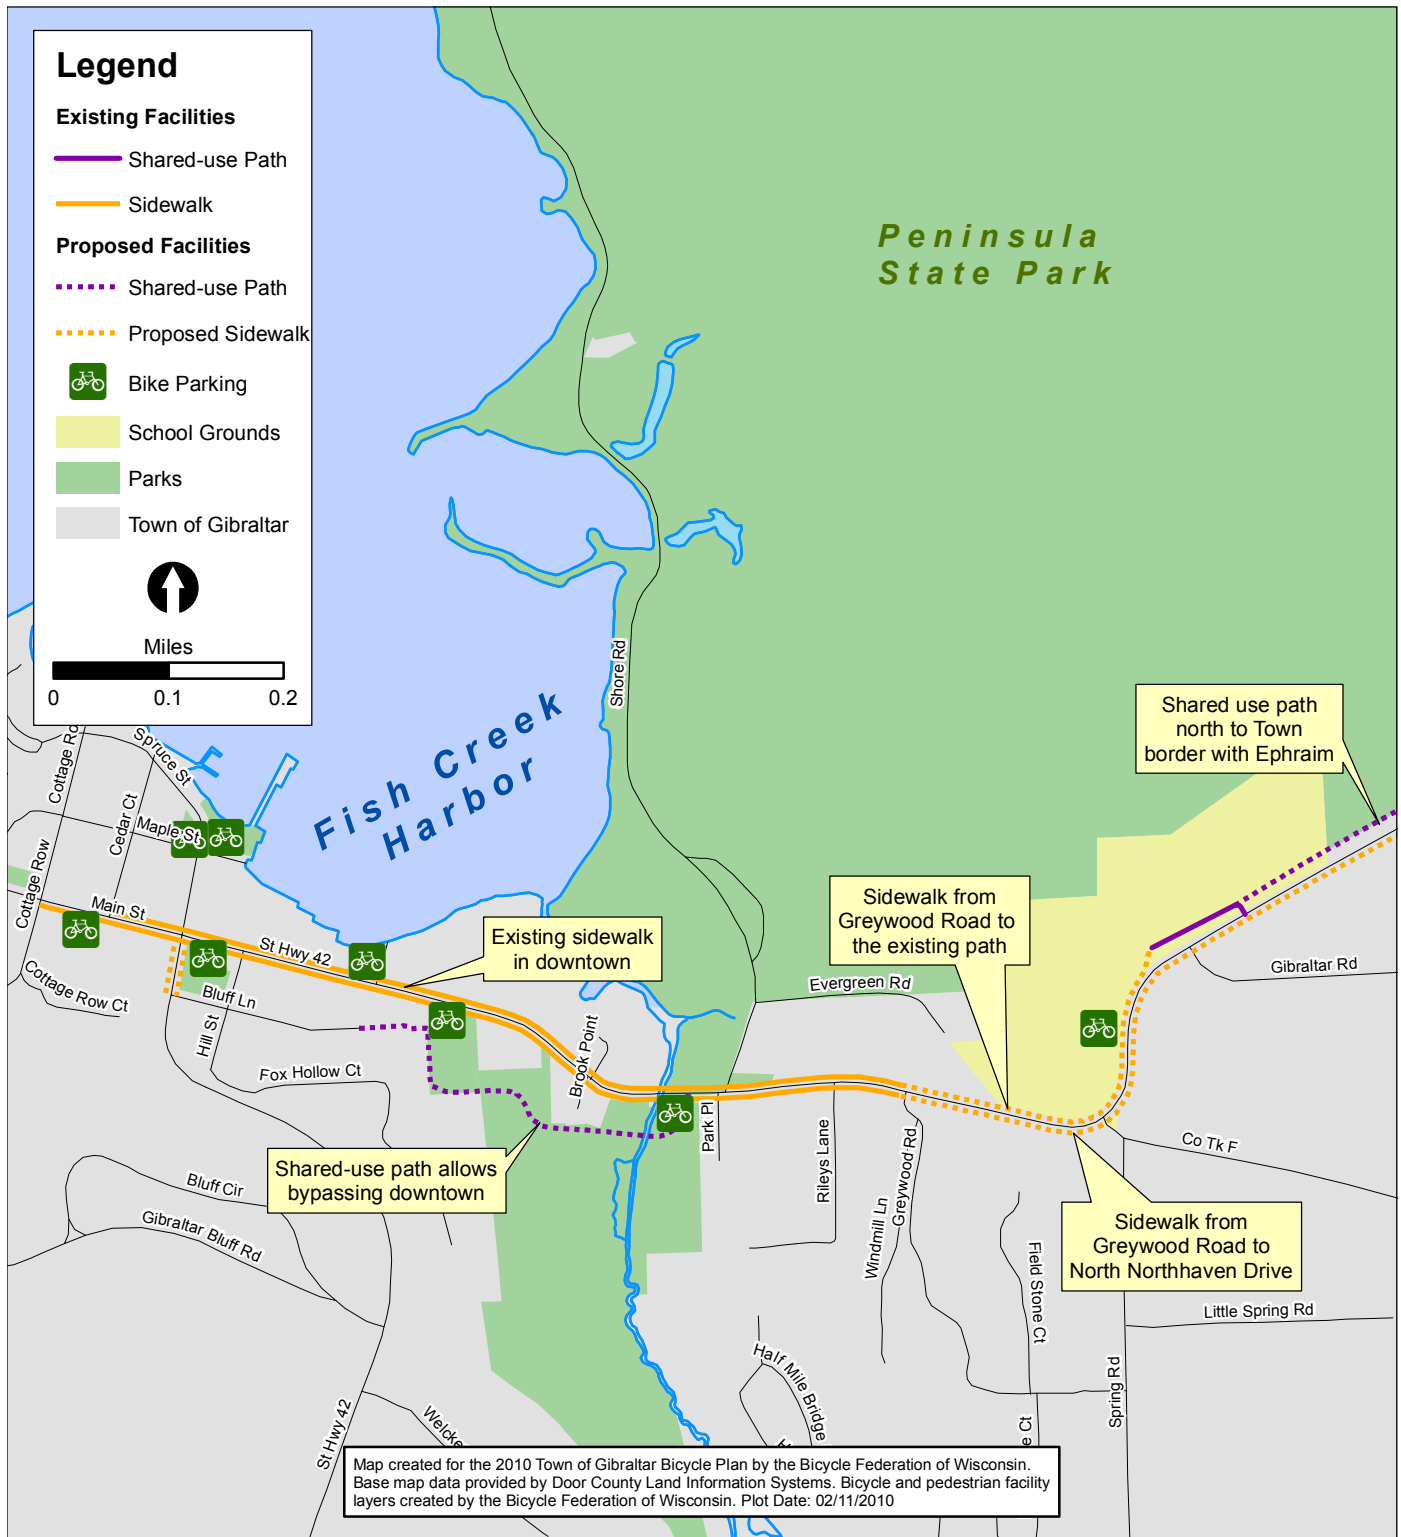 Legend
Existing Facilities
Shared-use Path
Sidewalk
Proposed Facilities
Shared-use Path
Proposed Sidewalk
Bike Parking
School Grounds
Parks
Town of Gibraltar
Miles
0 0.1 0.2
Peninsula
State Park
Fish Creek
Harbor
Shore Rd
Shared use path
north to Town
border with Ephraim
Cottage Rd
Spruce St
Cedar Ct
Maple St
Cottage Row
Main St
St Hwy 42
Existing sidewalk
in downtown
Sidewalk from
Greywood Road to
the existing path
Evergreen Rd
Gibraltar Rd
Cottage Row Ct
Bluff Ln
Hill St
Fox Hollow Ct
Brook Point
Park Pl
Rileys Lane
Greywood Rd
Windmill Ln
Co Tk F
Shared-use path allows
bypassing downtown
Bluff Cir
Gibraltar Bluff Rd
Sidewalk from
Greywood Road to
North Northhaven Drive
Field Stone Ct
Little Spring Rd
Spring Rd
Half Mile Bridge
St Hwy 42
Welcke
e Ct
Map created for the 2010 Town of Gibraltar Bicycle Plan by the Bicycle Federation of Wisconsin.
Base map data provided by Door County Land Information Systems. Bicycle and pedestrian facility
layers created by the Bicycle Federation of Wisconsin. Plot Date: 02/11/2010